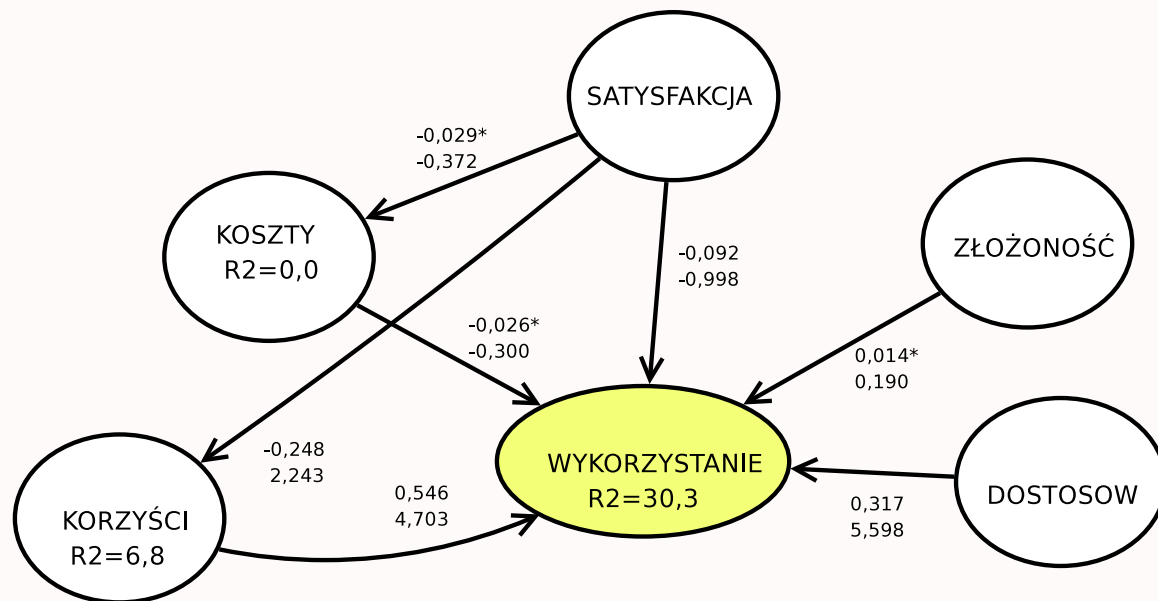 SATYSFAKCJA
-0,029*
-0,372
KOSZTY
R2=0,0
ZŁOŻONOŚĆ
-0,092
-0,998
-0,026*
-0,300
0,014*
0,190
-0,248
2,243
WYKORZYSTANIE
R2=30,3
0,546
4,703
DOSTOSOW
0,317
5,598
KORZYŚCI
R2=6,8